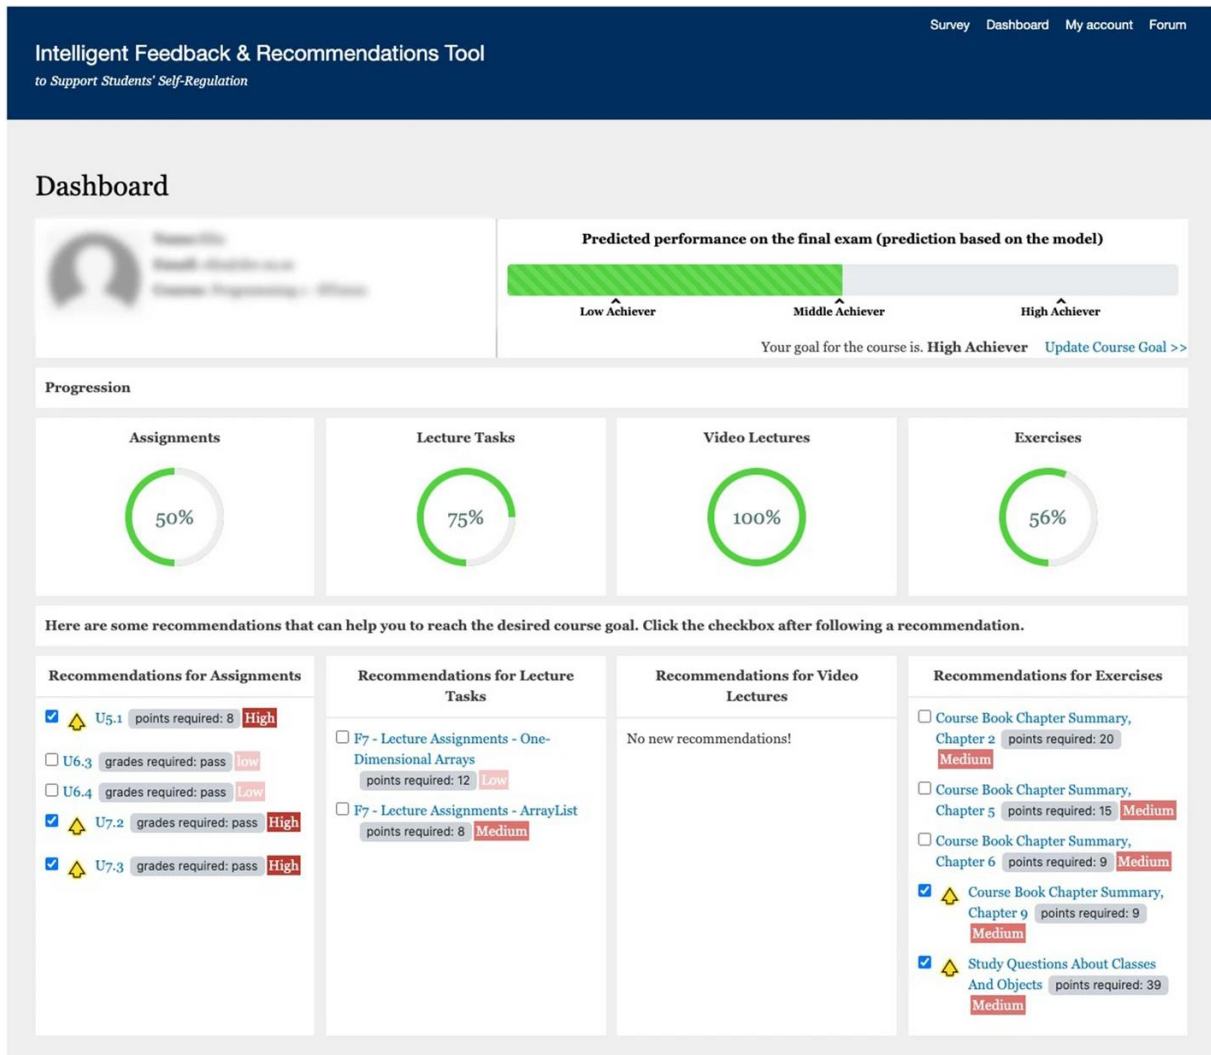 Survey Dashboard My account Forum
Intelligent Feedback & Recommendations Tool
to Support Students' Self-Regulation
Dashboard
Predicted performance on the final exam (prediction based on the model)
Low Achiever Middle Achiever High Achiever
Your goal for the course is. High Achiever Update Course Goal >>
Progression
Assignments
50%
Lecture Tasks
75%
Video Lectures
100%
Exercises
56%
Here are some recommendations that can help you to reach the desired course goal. Click the checkbox after following a recommendation.
Recommendations for Assignments
U5.1 points required: 8 High
U6.3 grades required: pass low
U6.4 grades required: pass Low
U7.2 grades required: pass High
U7.3 grades required: pass High
Recommendations for Lecture
Tasks
F7 - Lecture Assignments - One-
Dimensional Arrays
points required: 12 Low
F7 - Lecture Assignments - ArrayList
points required: 8 Medium
Recommendations for Video
Lectures
No new recommendations!
Recommendations for Exercises
Course Book Chapter Summary,
Chapter 2 points required: 20
Medium
Course Book Chapter Summary,
Chapter 5 points required: 15 Medium
Course Book Chapter Summary,
Chapter 6 points required: 9 Medium
Course Book Chapter Summary,
Chapter 9 points required: 9
Medium
Study Questions About Classes
And Objects points required: 39
Medium